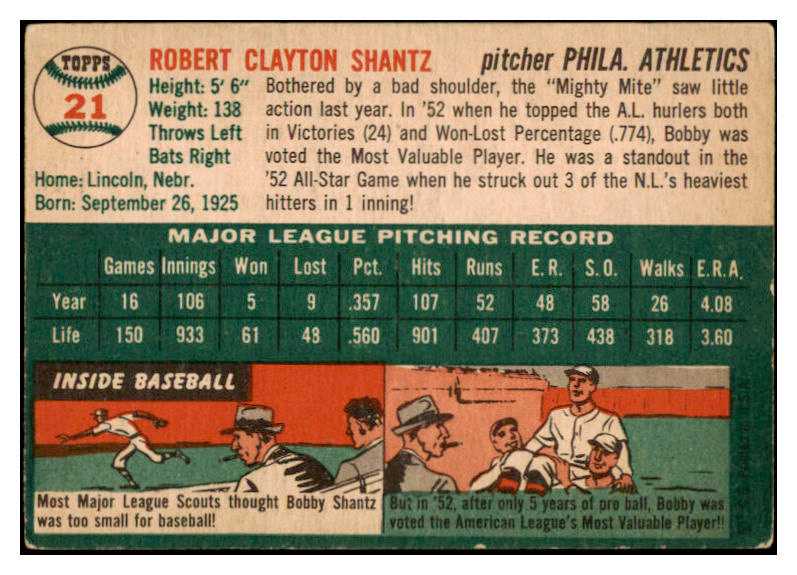 TOPPS
21
ROBERT CLAYTON SHANTZ
pitcher PHILA. ATHLETICS
Height: 5' 6"
Weight: 138
Throws Left
Bats Right
Home: Lincoln, Nebr.
Born: September 26, 1925
Bothered by a bad shoulder, the "Mighty Mite" saw little
action last year. In '52 when he topped the A.L. hurlers both
in Victories (24) and Won-Lost Percentage (.774), Bobby was
voted the Most Valuable Player. He was a standout in the
'52 All-Star Game when he struck out 3 of the N.L.'s heaviest
hitters in 1 inning!
MAJOR LEAGUE PITCHING RECORD
Games Innings Won Lost Pct. Hits Runs E.R. S.O. Walks E.R.A.
Year 16 106 5 9 .357 107 52 48 58 26 4.08
Life 150 933 61 48 .560 901 407 373 438 318 3.60
INSIDE BASEBALL
Most Major League Scouts thought Bobby Shantz
was too small for baseball!
But in '52, after only 5 years of pro ball, Bobby was
voted the American League's Most Valuable Player!!
Printed in U.S.A.